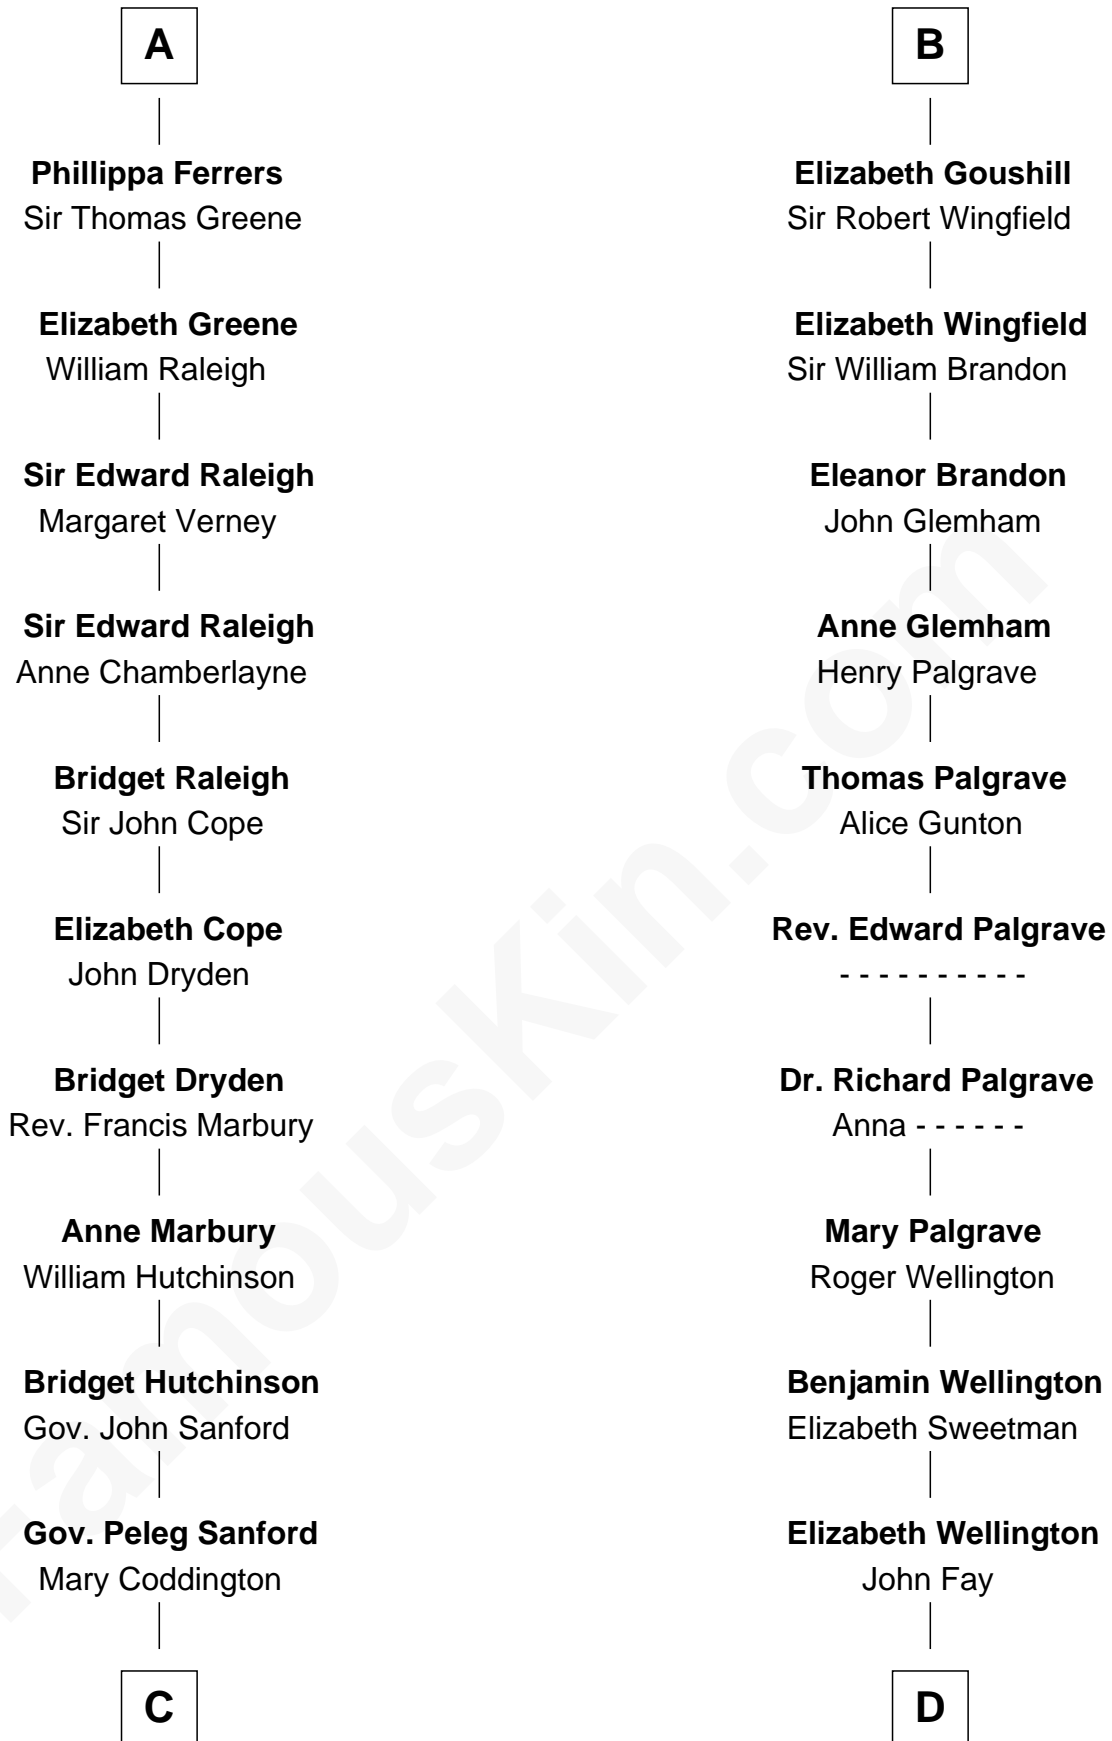 A
Phillippa Ferrers
Sir Thomas Greene
Elizabeth Greene
William Raleigh
Sir Edward Raleigh
Margaret Verney
Sir Edward Raleigh
Anne Chamberlayne
Bridget Raleigh
Sir John Cope
Elizabeth Cope
John Dryden
Bridget Dryden
Rev. Francis Marbury
Anne Marbury
William Hutchinson
Bridget Hutchinson
Gov. John Sanford
Gov. Peleg Sanford
Mary Coddington
C
B
Elizabeth Goushill
Sir Robert Wingfield
Elizabeth Wingfield
Sir William Brandon
Eleanor Brandon
John Glemham
Anne Glemham
Henry Palgrave
Thomas Palgrave
Alice Gunton
Rev. Edward Palgrave
- - - - - - - - - -
Dr. Richard Palgrave
Anna - - - - - -
Mary Palgrave
Roger Wellington
Benjamin Wellington
Elizabeth Sweetman
Elizabeth Wellington
John Fay
D
FamousKin.com